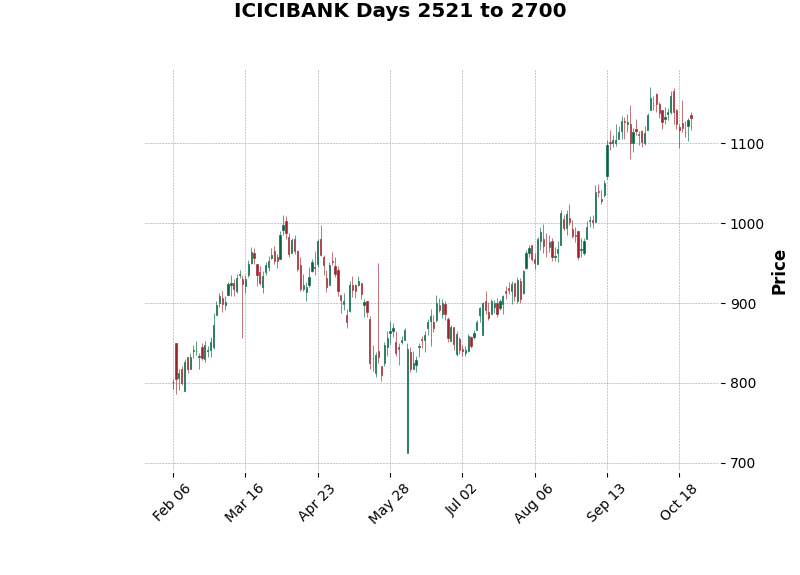 ICICIBANK Days 2521 to 2700
1100
1000
900
800
700
Price
Feb 06
Mar 16
Apr 23
May 28
Jul 02
Aug 06
Sep 13
Oct 18